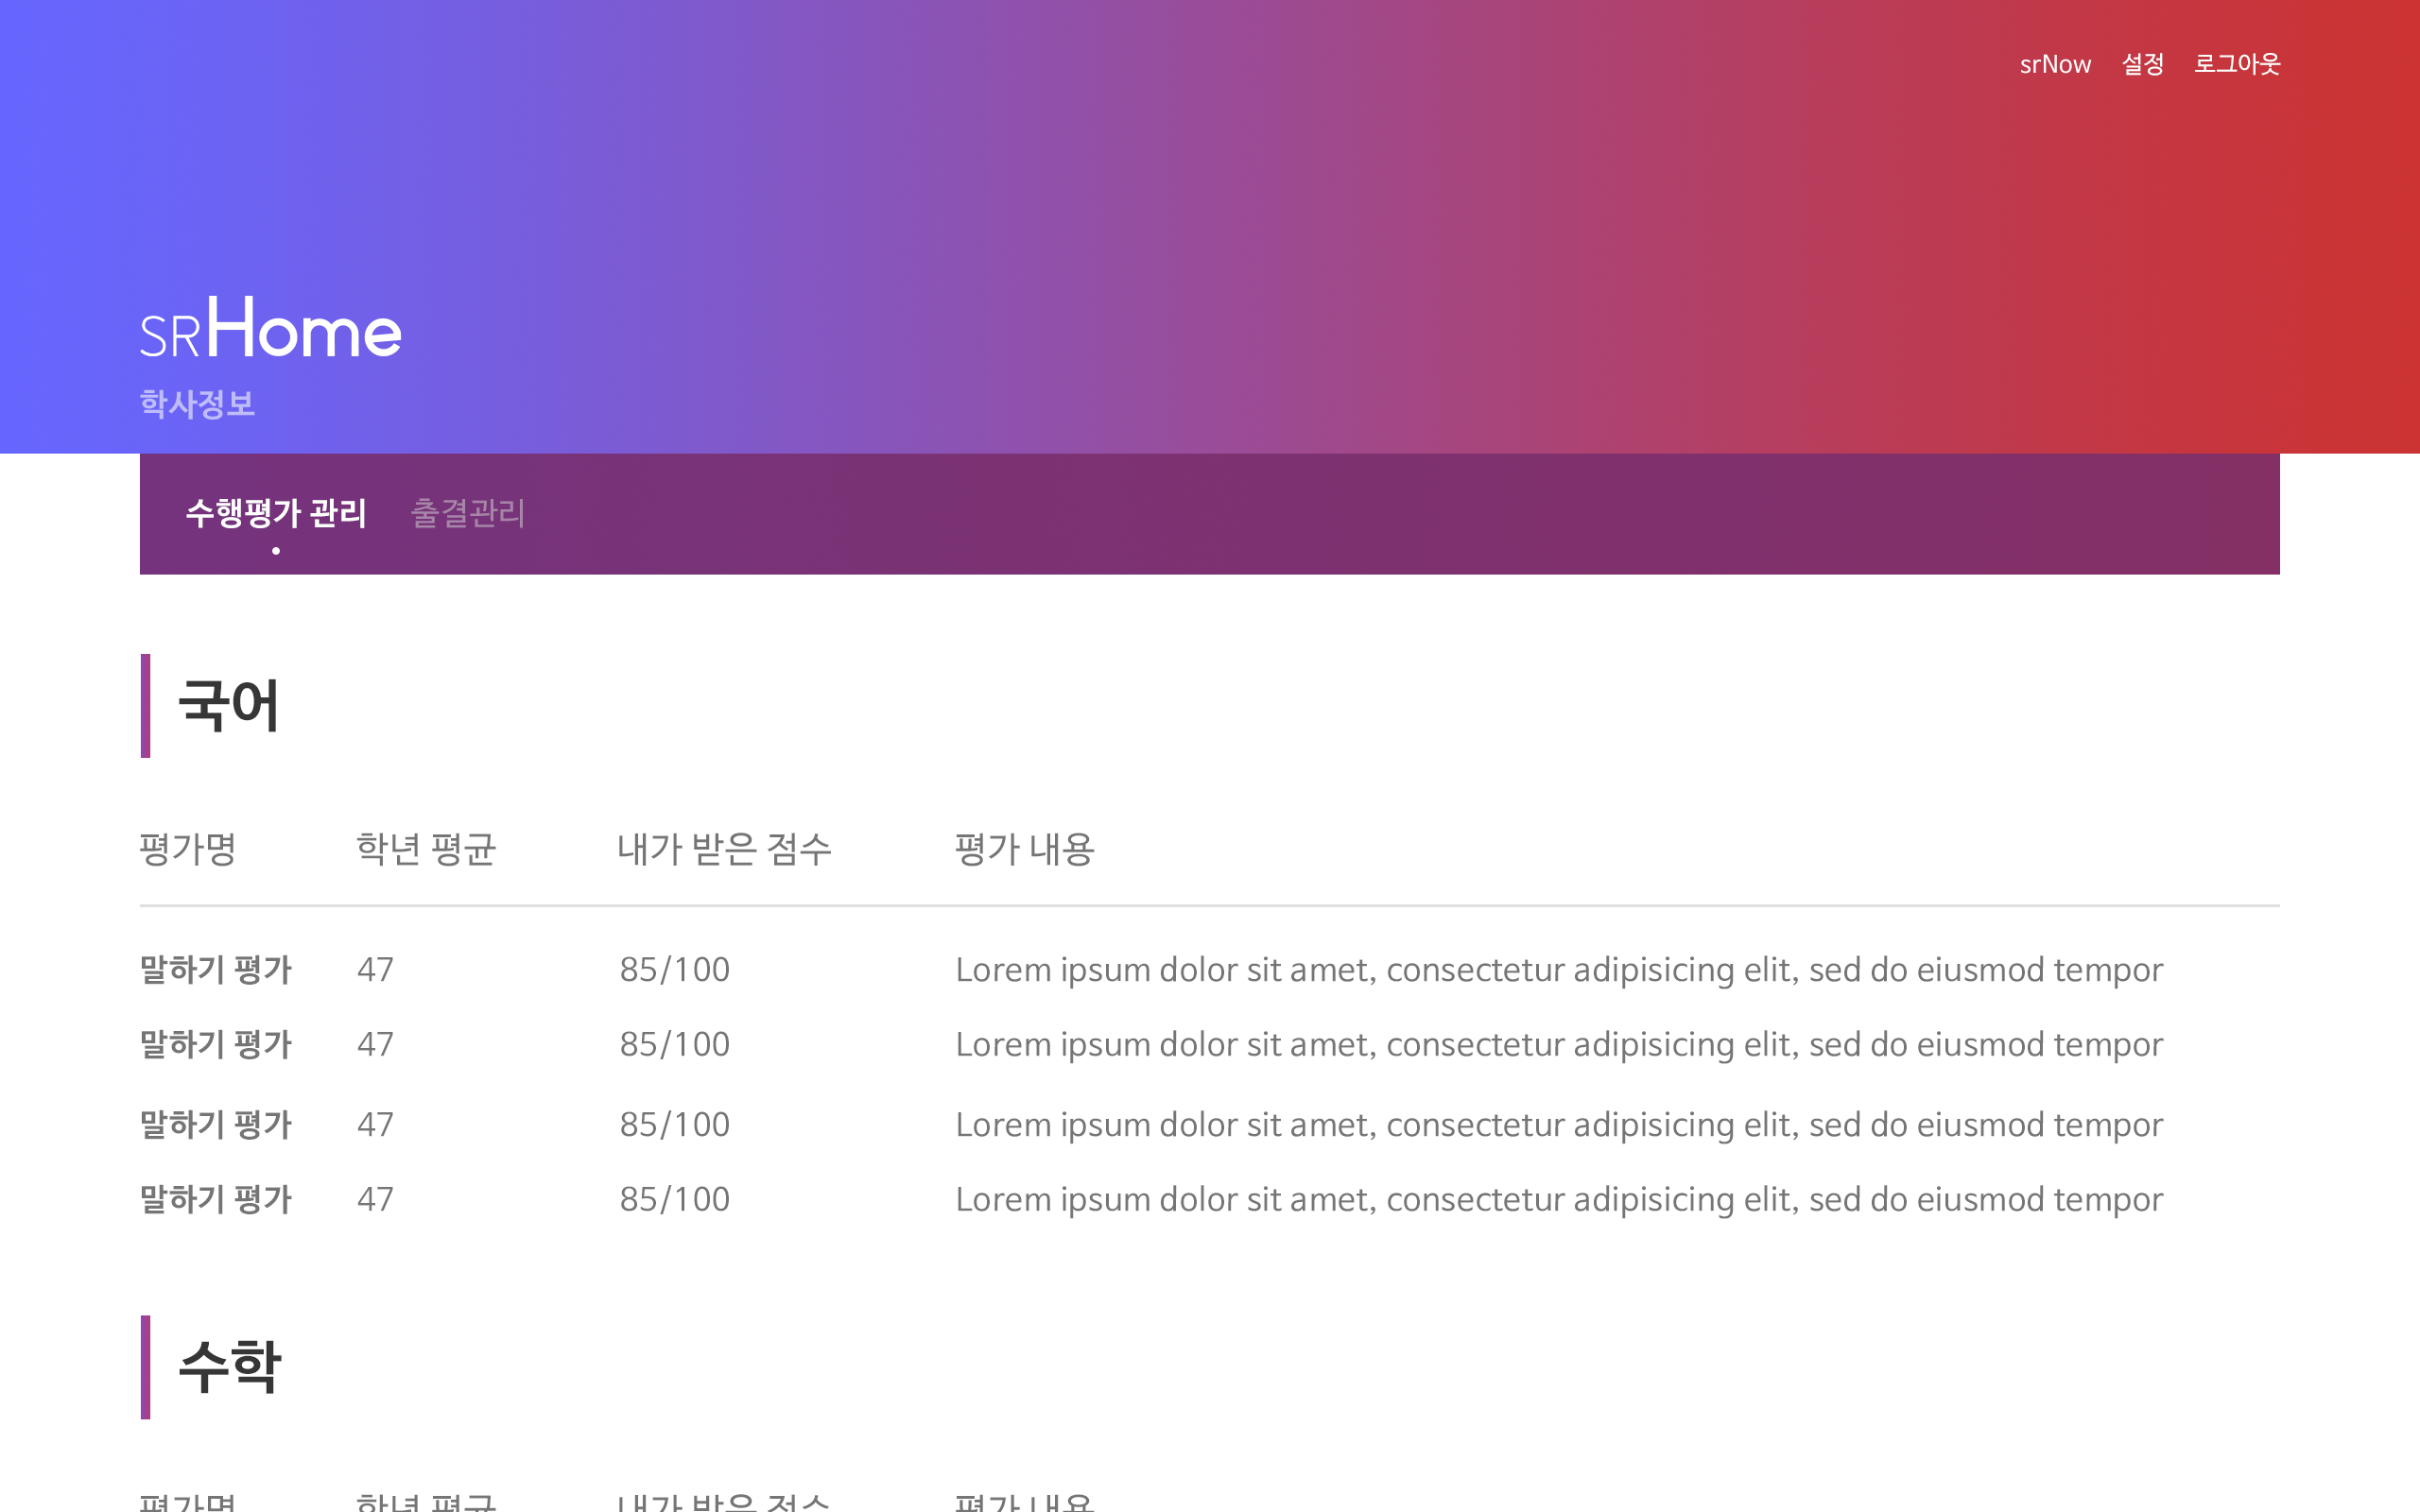 srNow 설정 로그아웃
SRHome
학사정보
수행평가 관리 출결관리
국어
평가명 학년 평균 내가 받은 점수 평가 내용
말하기 평가 47 85/100 Lorem ipsum dolor sit amet, consectetur adipisicing elit, sed do eiusmod tempor
말하기 평가 47 85/100 Lorem ipsum dolor sit amet, consectetur adipisicing elit, sed do eiusmod tempor
말하기 평가 47 85/100 Lorem ipsum dolor sit amet, consectetur adipisicing elit, sed do eiusmod tempor
말하기 평가 47 85/100 Lorem ipsum dolor sit amet, consectetur adipisicing elit, sed do eiusmod tempor
수학
평가명 학년 평균 내가 받은 점수 평가 내용